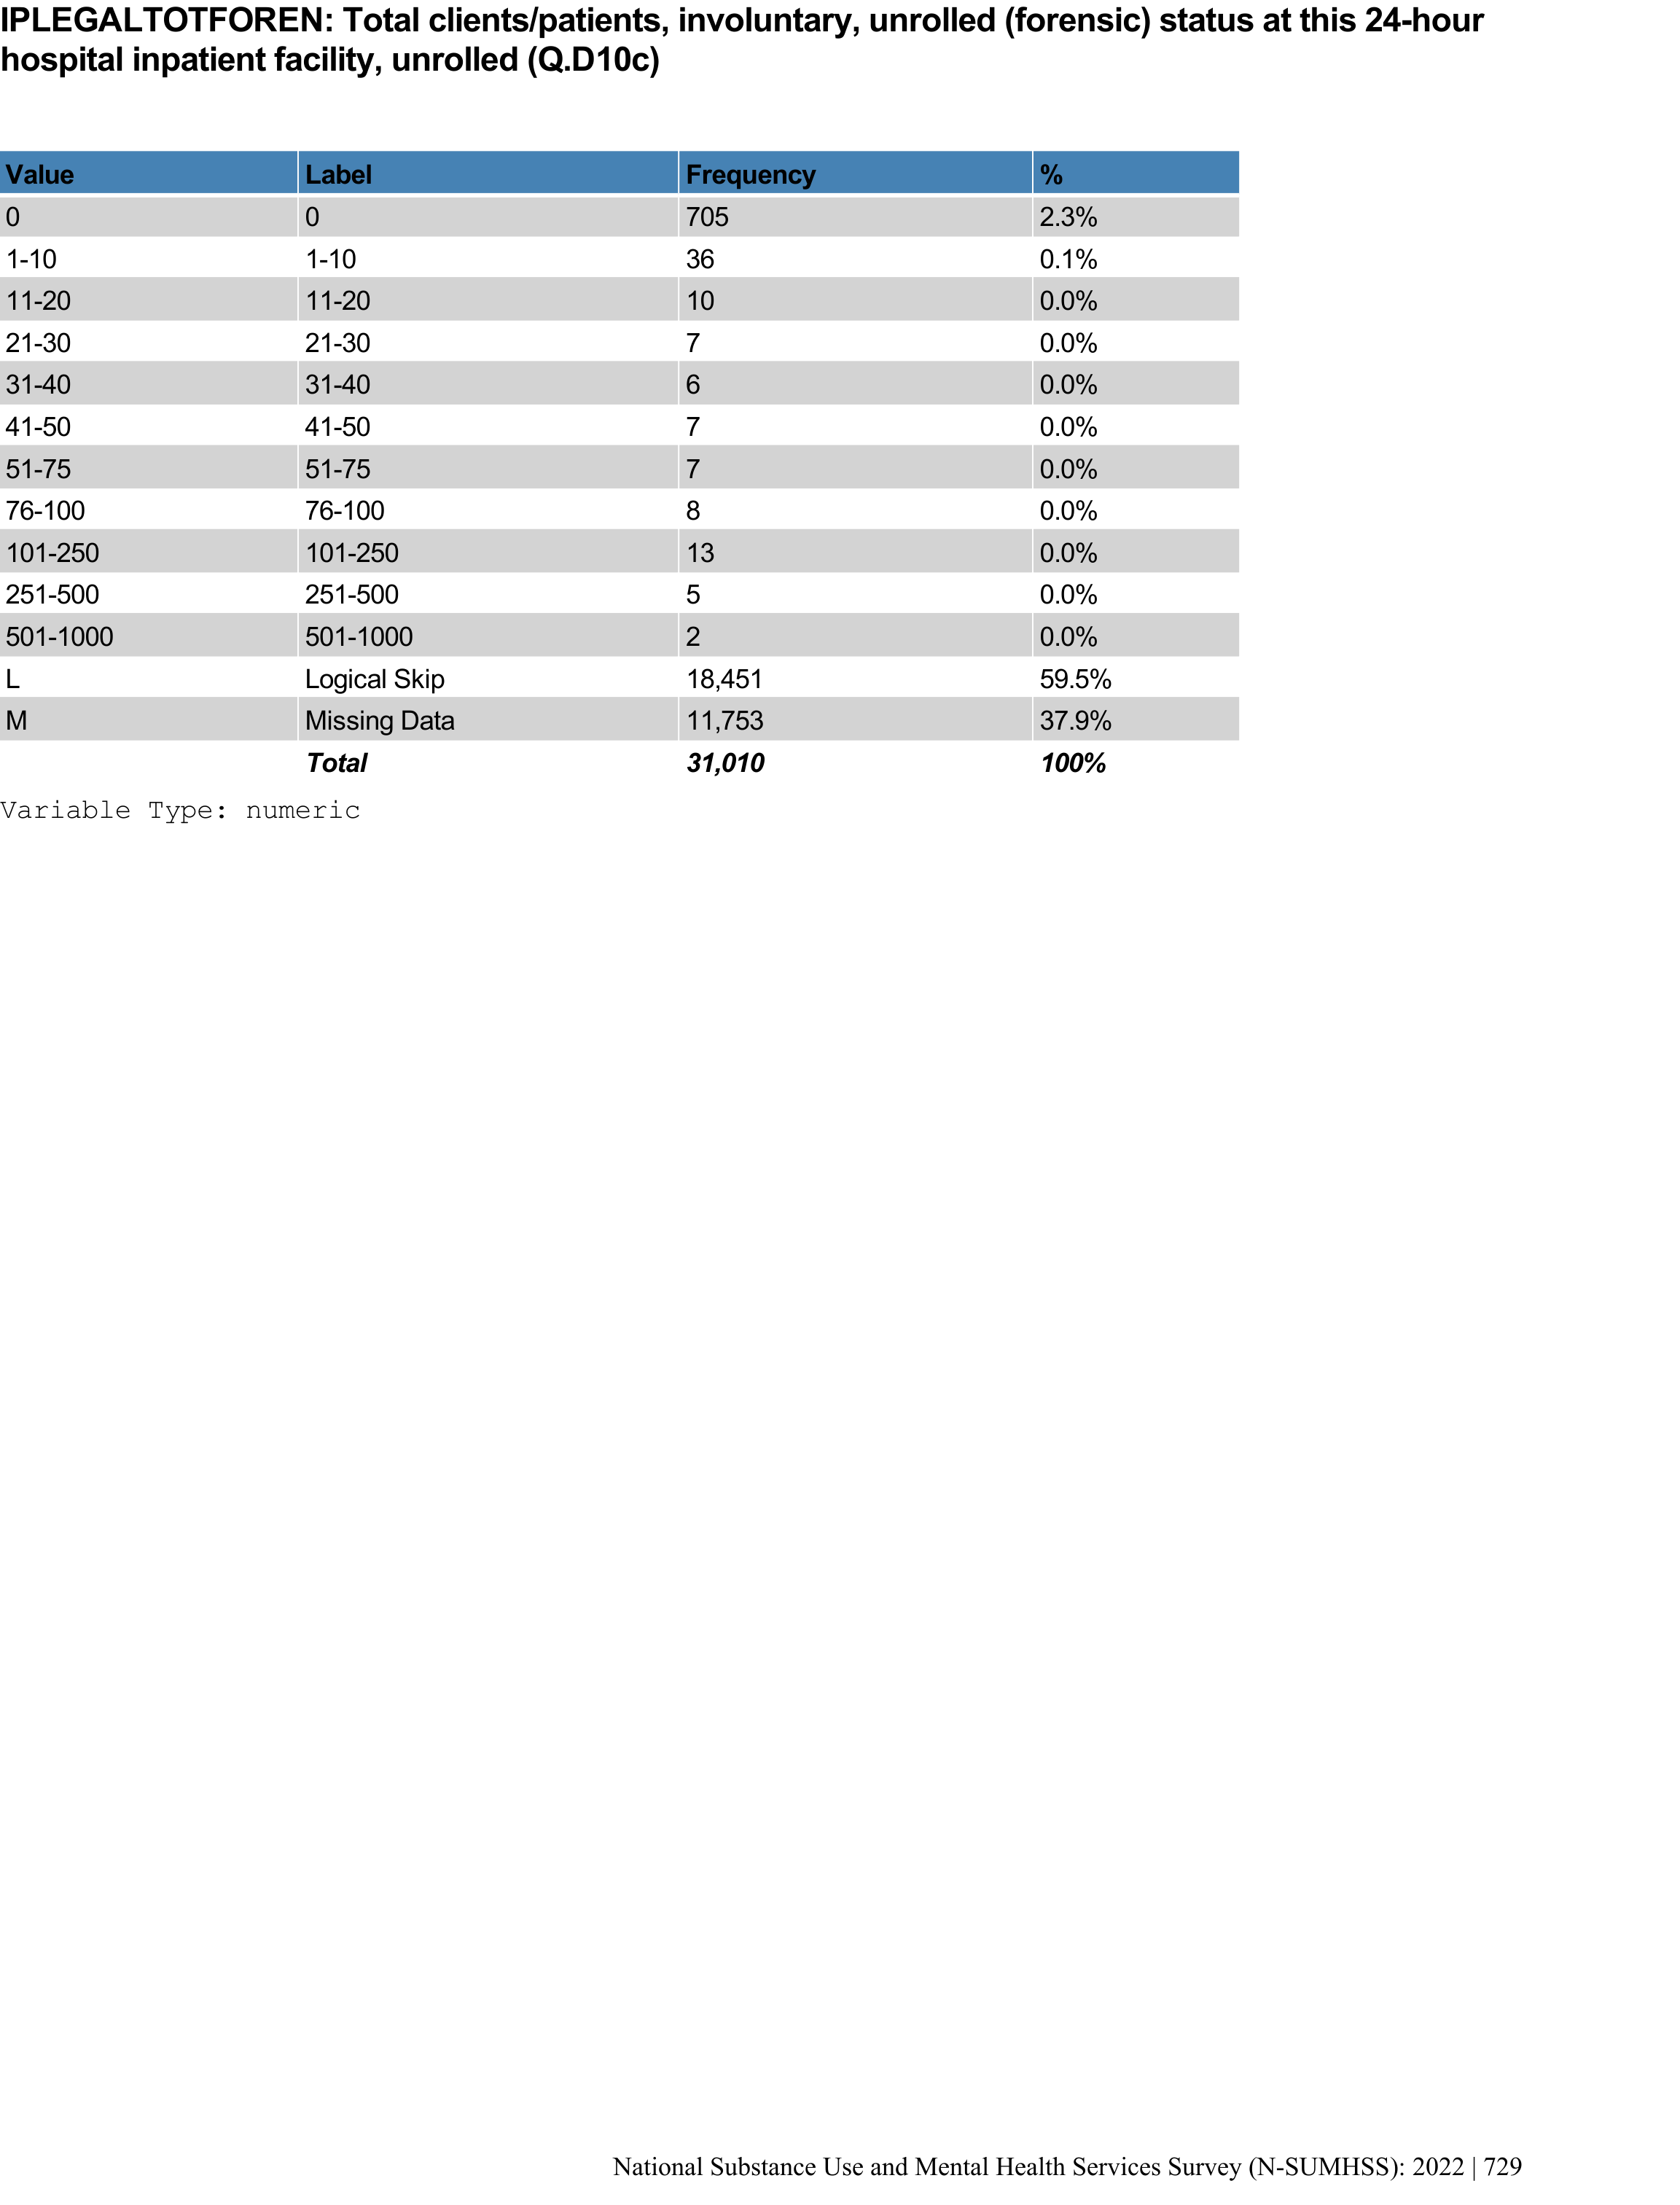 IPLEGALTOTFOREN: Total clients/patients, involuntary, unrolled (forensic) status at this 24-hour
hospital inpatient facility, unrolled (Q.D10c)
Value Label Frequency %
0 0 705 2.3%
1-10 1-10 36 0.1%
11-20 11-20 10 0.0%
21-30 21-30 7 0.0%
31-40 31-40 6 0.0%
41-50 41-50 7 0.0%
51-75 51-75 7 0.0%
76-100 76-100 8 0.0%
101-250 101-250 13 0.0%
251-500 251-500 5 0.0%
501-1000 501-1000 2 0.0%
L Logical Skip 18,451 59.5%
M Missing Data 11,753 37.9%
Total 31,010 100%
Variable Type: numeric
National Substance Use and Mental Health Services Survey (N-SUMHSS): 2022 | 729